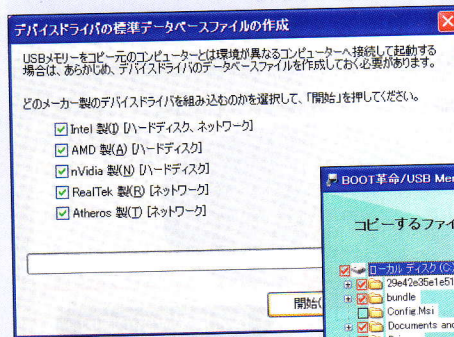 デバイスドライバの標準データベースファイルの作成
USBメモリーをコピー元のコンピューターとは環境が異なるコンピューターへ接続して起動する
場合は、あらかじめ、デバイスドライバのデータベースファイルを作成しておく必要があります。
どのメーカー製のデバイスドライバを組み込むのかを選択して、「開始」を押してください。
Intel 製(I) [ハードディスク、ネットワーク]
AMD 製(A) [ハードディスク]
nVidia 製(N) [ハードディスク]
RealTek 製(R) [ネットワーク]
Atheros 製(T) [ネットワーク]
開始(
BOOT革命/USB Mem
コピーするファイ
ローカル ディスク (C:
29e42e35e1e51
bundle
Config.Msi
Documents and